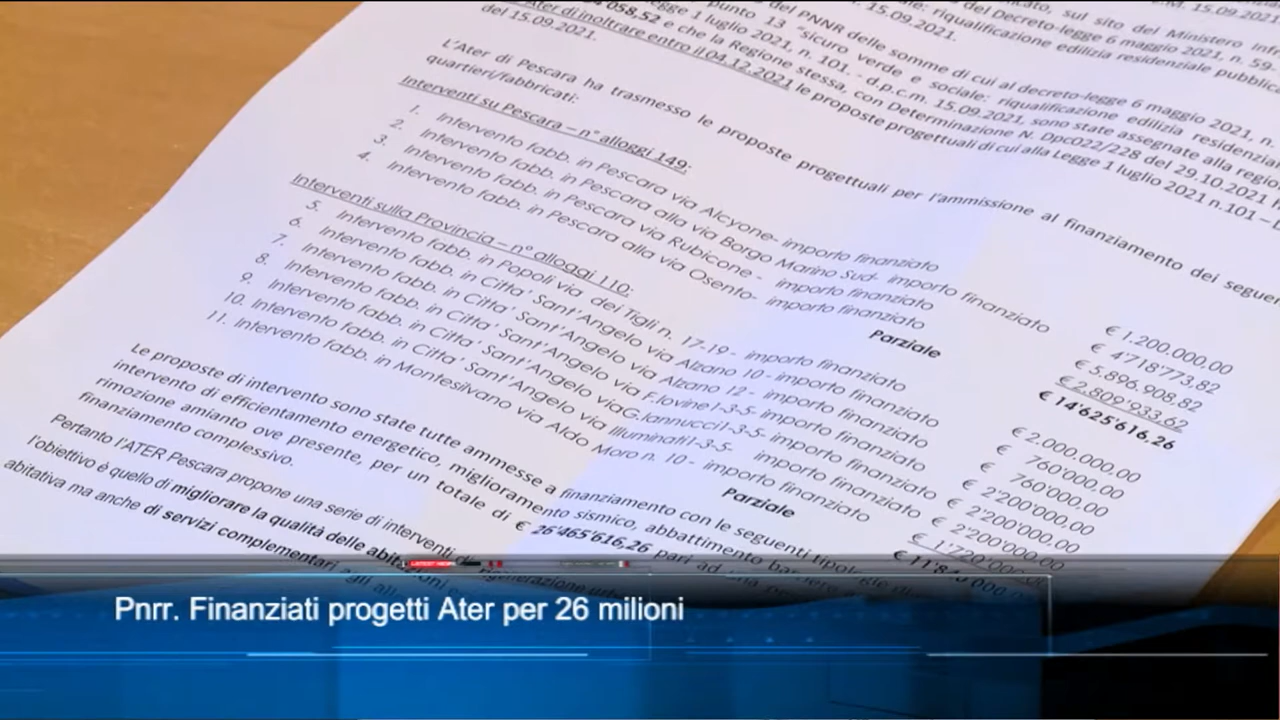 punto 13 "sicuro verde e sociale: riqualificazione edilizia residenziale pubblica
del PNNR delle somme di cui al decreto-legge 6 maggio 2021, n. 59-
legge 1 luglio 2021, n. 101. - d.p.c.m. 15.09.2021, sono state assegnate alla
058,52 e che la Regione stessa, con Determinazione N. Dpc022/228 del 29.10.2021
Ater di inoltrare entro il 04.12.2021 le proposte progettuali di cui alla Legge 1 luglio 2021 n.101 –
del 15.09.2021.
L'Ater di Pescara ha trasmesso le proposte progettuali per l'ammissione al finanziamento dei
quartieri/fabbricati:
Interventi su Pescara – n° alloggi 149:
1. Intervento fabb. in Pescara via Alcyone- importo finanziato € 1.200.000,00
2. Intervento fabb. in Pescara alla via Borgo Marino Sud- importo finanziato € 4'718'773,82
3. Intervento fabb. in Pescara via Rubicone - importo finanziato € 5.896.908,82
4. Intervento fabb. in Pescara alla via Osento- importo finanziato € 2.809'933,62
Parziale € 14'625'616,26
Interventi sulla Provincia – n° alloggi 110:
5. Intervento fabb. in Popoli via dei Tigli n. 17-19 - importo finanziato € 2.000.000,00
6. Intervento fabb. in Citta' Sant'Angelo via Alzano 10 - importo finanziato € 760'000,00
7. Intervento fabb. in Citta' Sant'Angelo via Alzano 12 - importo finanziato € 760'000,00
8. Intervento fabb. in Citta' Sant'Angelo via F.Iovine1-3-5- importo finanziato € 2'200'000,00
9. Intervento fabb. in Citta' Sant'Angelo via G.Iannucci1-3-5- importo finanziato € 2'200'000,00
10. Intervento fabb. in Citta' Sant'Angelo via Illuminati1-3-5- importo finanziato € 2'200'000,00
11. Intervento fabb. in Montesilvano via Aldo Moro n. 10 - importo finanziato € 1'720'000,00
Parziale
Le proposte di intervento sono state tutte ammesse a finanziamento con le seguenti tipologie di
intervento di efficientamento energetico, miglioramento sismico, abbattimento
rimozione amianto ove presente, per un totale di € 26'465'616,26 pari ad
finanziamento complessivo.
Pertanto l'ATER Pescara propone una serie di interventi
l'obiettivo è quello di migliorare la qualità delle
abitativa ma anche di servizi complementari
LATEST NEWS
Pnrr. Finanziati progetti Ater per 26 milioni